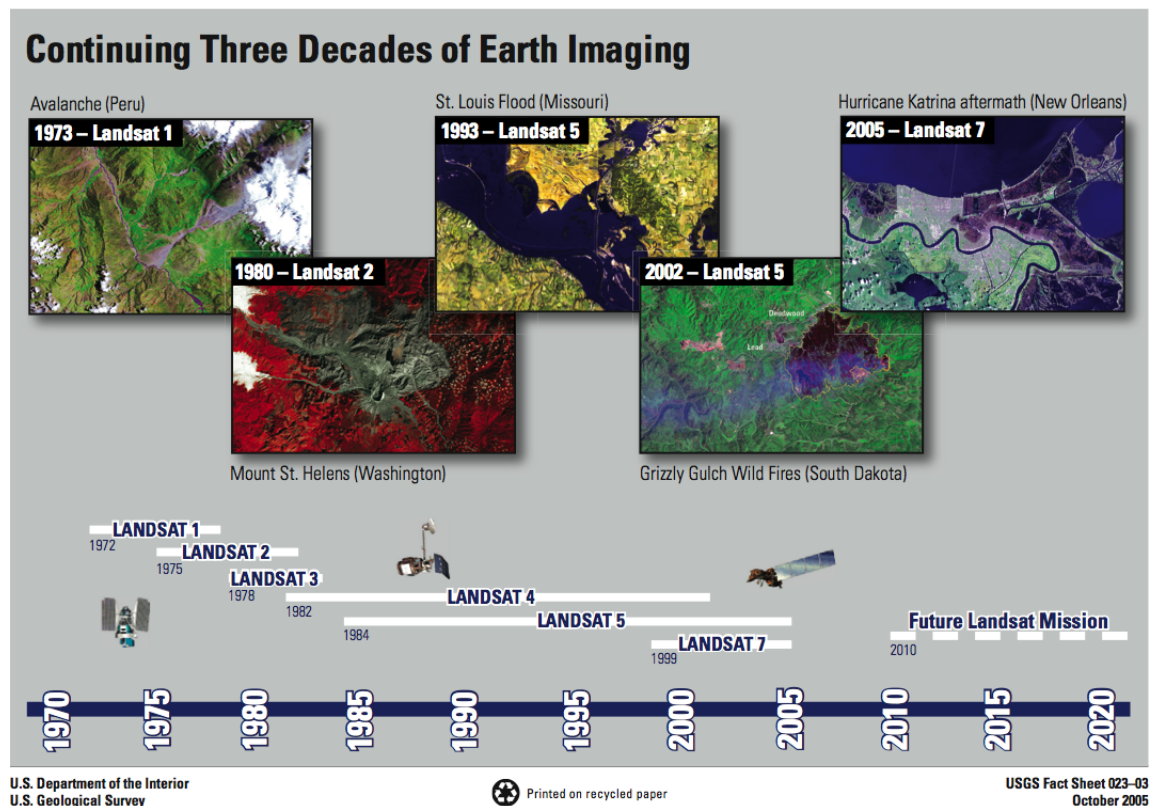 Continuing Three Decades of Earth Imaging
Avalanche (Peru)
1973 – Landsat 1
St. Louis Flood (Missouri)
1993 – Landsat 5
Hurricane Katrina aftermath (New Orleans)
2005 – Landsat 7
1980 – Landsat 2
Mount St. Helens (Washington)
2002 – Landsat 5
Deadwood
Lead
Grizzly Gulch Wild Fires (South Dakota)
LANDSAT 1
1972
LANDSAT 2
1975
LANDSAT 3
1978
LANDSAT 4
1982
LANDSAT 5
1984
LANDSAT 7
1999
Future Landsat Mission
2010
1970 1975 1980 1985 1990 1995 2000 2005 2010 2015 2020
U.S. Department of the Interior
U.S. Geological Survey
Printed on recycled paper
USGS Fact Sheet 023–03
October 2005